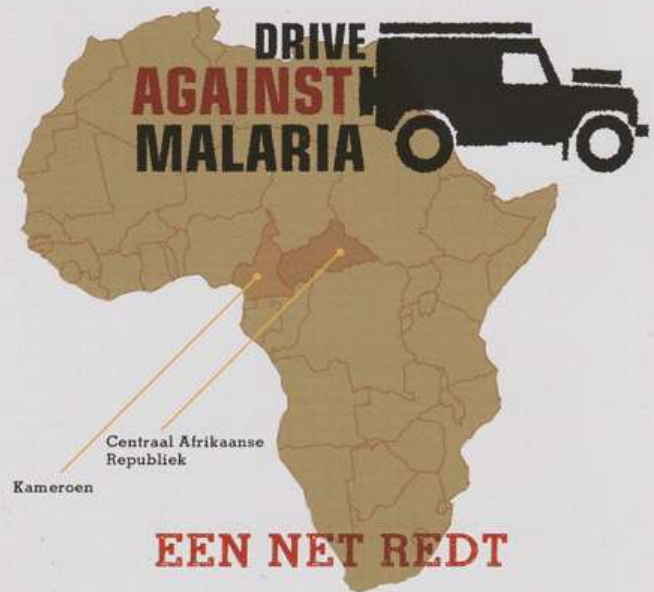 DRIVE
AGAINST
MALARIA
Centraal Afrikaanse
Republiek
Kameroen
EEN NET REDT